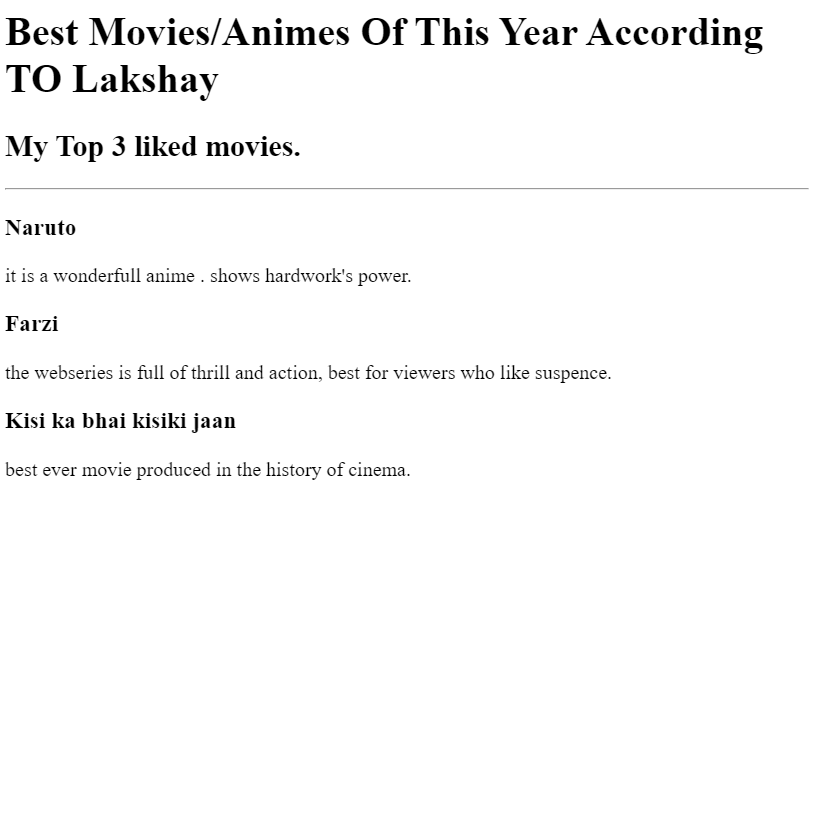 Best Movies/Animes Of This Year According
TO Lakshay
My Top 3 liked movies.
Naruto
it is a wonderfull anime . shows hardwork's power.
Farzi
the webseries is full of thrill and action, best for viewers who like suspence.
Kisi ka bhai kisiki jaan
best ever movie produced in the history of cinema.